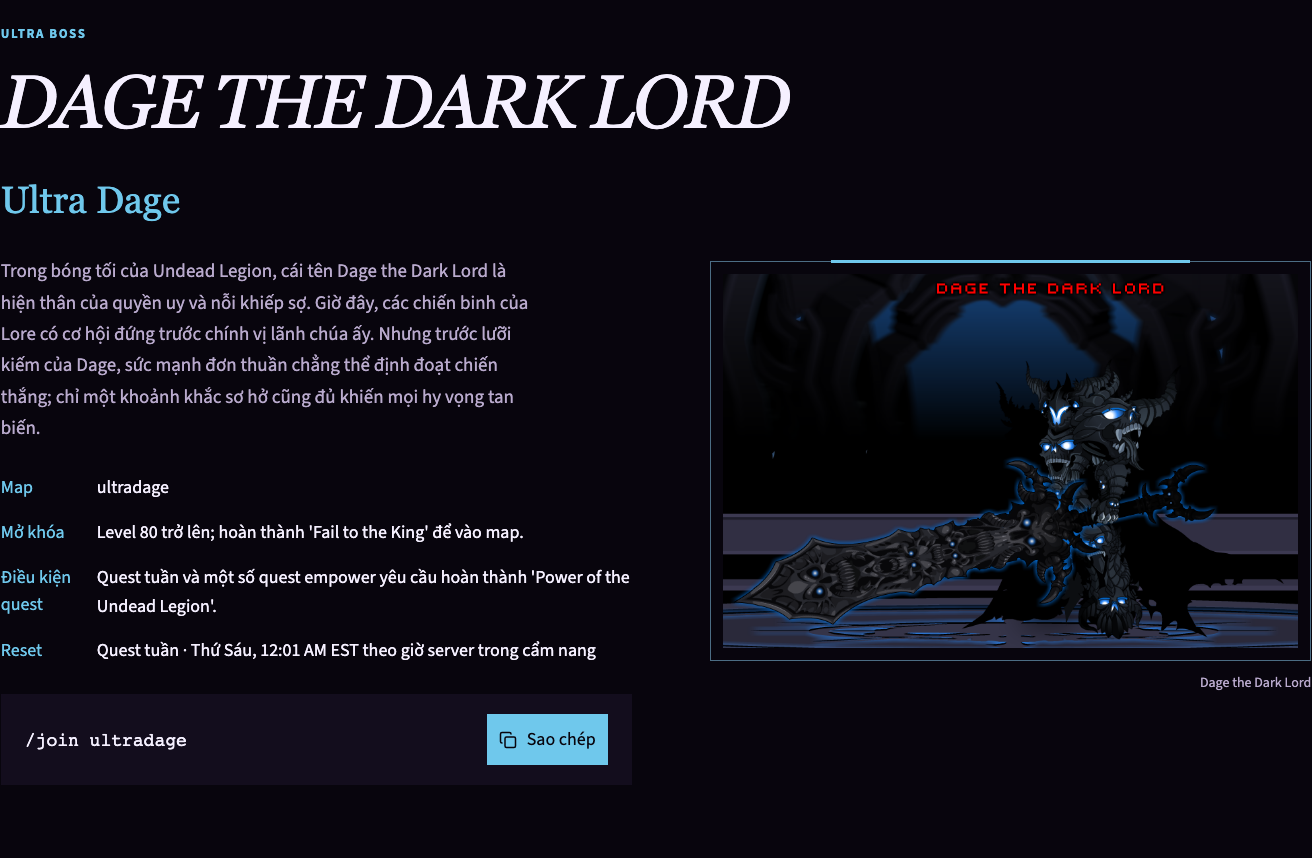 ULTRA BOSS
DAGE THE DARK LORD
Ultra Dage
Trong bóng tối của Undead Legion, cái tên Dage the Dark Lord là
hiện thân của quyền uy và nỗi khiếp sợ. Giờ đây, các chiến binh của
Lore có cơ hội đứng trước chính vị lãnh chúa ấy. Nhưng trước lưỡi
kiếm của Dage, sức mạnh đơn thuần chẳng thể định đoạt chiến
thắng; chỉ một khoảnh khắc sơ hở cũng đủ khiến mọi hy vọng tan
biến.
Map ultradage
Mở khóa Level 80 trở lên; hoàn thành 'Fail to the King' để vào map.
Điều kiện Quest tuần và một số quest empower yêu cầu hoàn thành 'Power of the
quest Undead Legion'.
Reset Quest tuần · Thứ Sáu, 12:01 AM EST theo giờ server trong cẩm nang
/join ultradage Sao chép
DAGE THE DARK LORD
Dage the Dark Lord